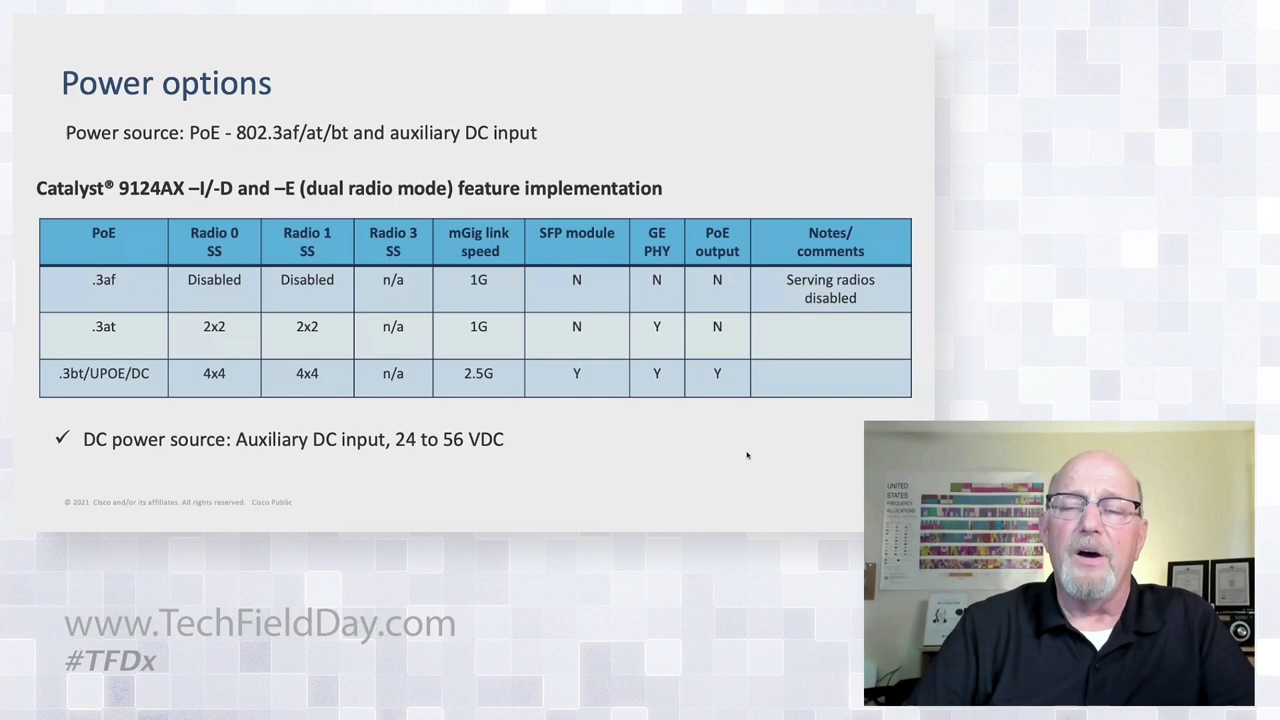 Power options
Power source: PoE - 802.3af/at/bt and auxiliary DC input
Catalyst® 9124AX –I/-D and –E (dual radio mode) feature implementation
PoE Radio 0 SS Radio 1 SS Radio 3 SS mGig link speed SFP module GE PHY PoE output Notes/ comments
.3af Disabled Disabled n/a 1G N N N Serving radios disabled
.3at 2x2 2x2 n/a 1G N Y N
.3bt/UPOE/DC 4x4 4x4 n/a 2.5G Y Y Y
✓ DC power source: Auxiliary DC input, 24 to 56 VDC
© 2021 Cisco and/or its affiliates. All rights reserved. Cisco Public
UNITED
STATES
FREQUENCY
ALLOCATIONS
www.TechFieldDay.com
#TFDx